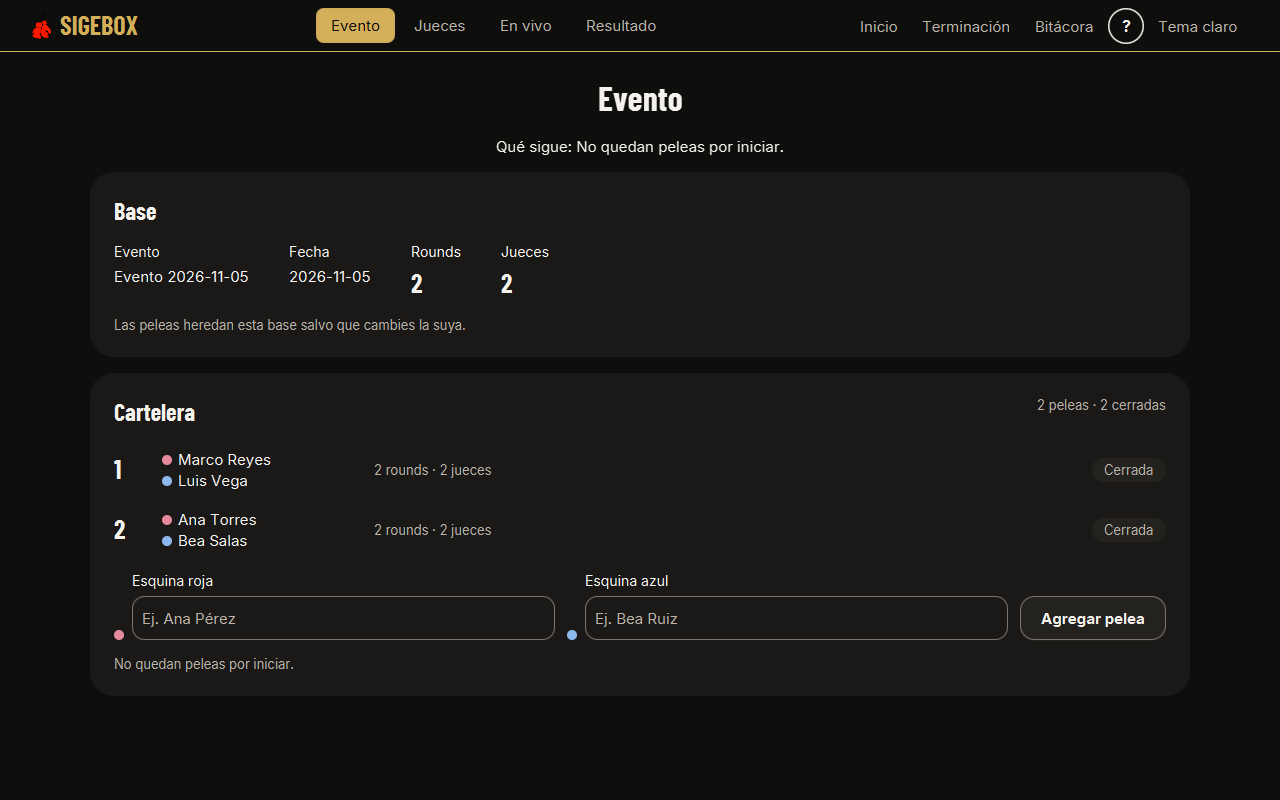 SIGEBOX
Evento Jueces En vivo Resultado Inicio Terminación Bitácora ? Tema claro
Evento
Qué sigue: No quedan peleas por iniciar.
Base
Evento Fecha Rounds Jueces
Evento 2026-11-05 2026-11-05 2 2
Las peleas heredan esta base salvo que cambies la suya.
Cartelera
2 peleas · 2 cerradas
1
Marco Reyes
Luis Vega
2 rounds · 2 jueces
Cerrada
2
Ana Torres
Bea Salas
2 rounds · 2 jueces
Cerrada
Esquina roja Esquina azul
Ej. Ana Pérez Ej. Bea Ruiz Agregar pelea
No quedan peleas por iniciar.